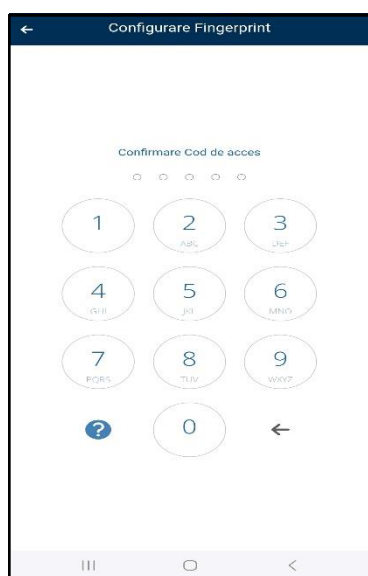 Configurare Fingerprint
Confirmare Cod de acces
1 2 3
ABC DEF
4 5 6
GHI JKL MNO
7 8 9
PQRS TUV WXYZ
? 0